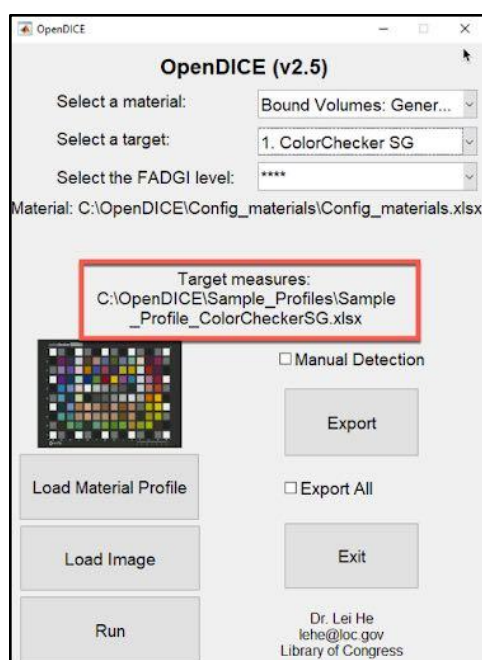 OpenDICE
OpenDICE (v2.5)
Select a material:
Bound Volumes: Gener...
Select a target:
1. ColorChecker SG
Select the FADGI level:
****
Material: C:\OpenDICE\Config_materials\Config_materials.xlsx
Target measures:
C:\OpenDICE\Sample_Profiles\Sample
_Profile_ColorCheckerSG.xlsx
Manual Detection
Export
Load Material Profile
Export All
Load Image
Exit
Run
Dr. Lei He
lehe@loc.gov
Library of Congress